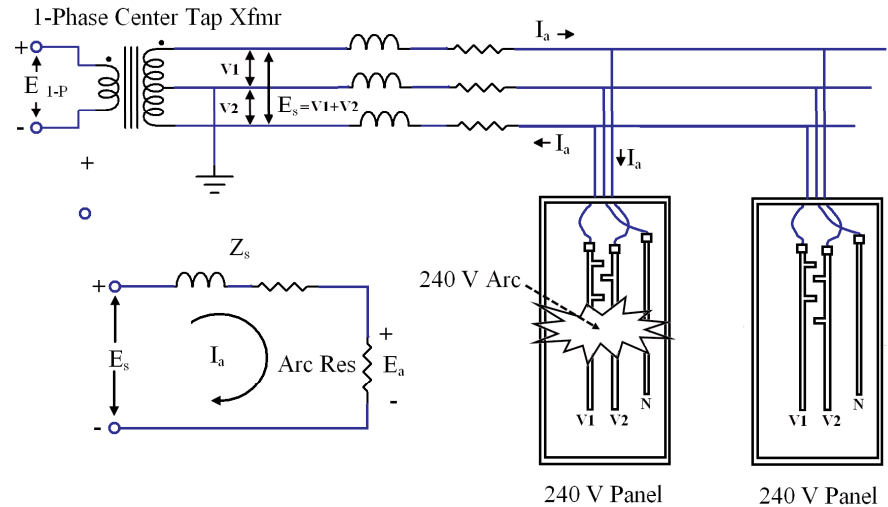 1-Phase Center Tap Xfmr
+
E 1-P
-
V1
V2
Es=V1+V2
Ia
Ia
Ia
+
Zs
+
Es
-
Ia
Arc Res
+
Ea
-
240 V Arc
V1 V2 N
V1 V2 N
240 V Panel
240 V Panel